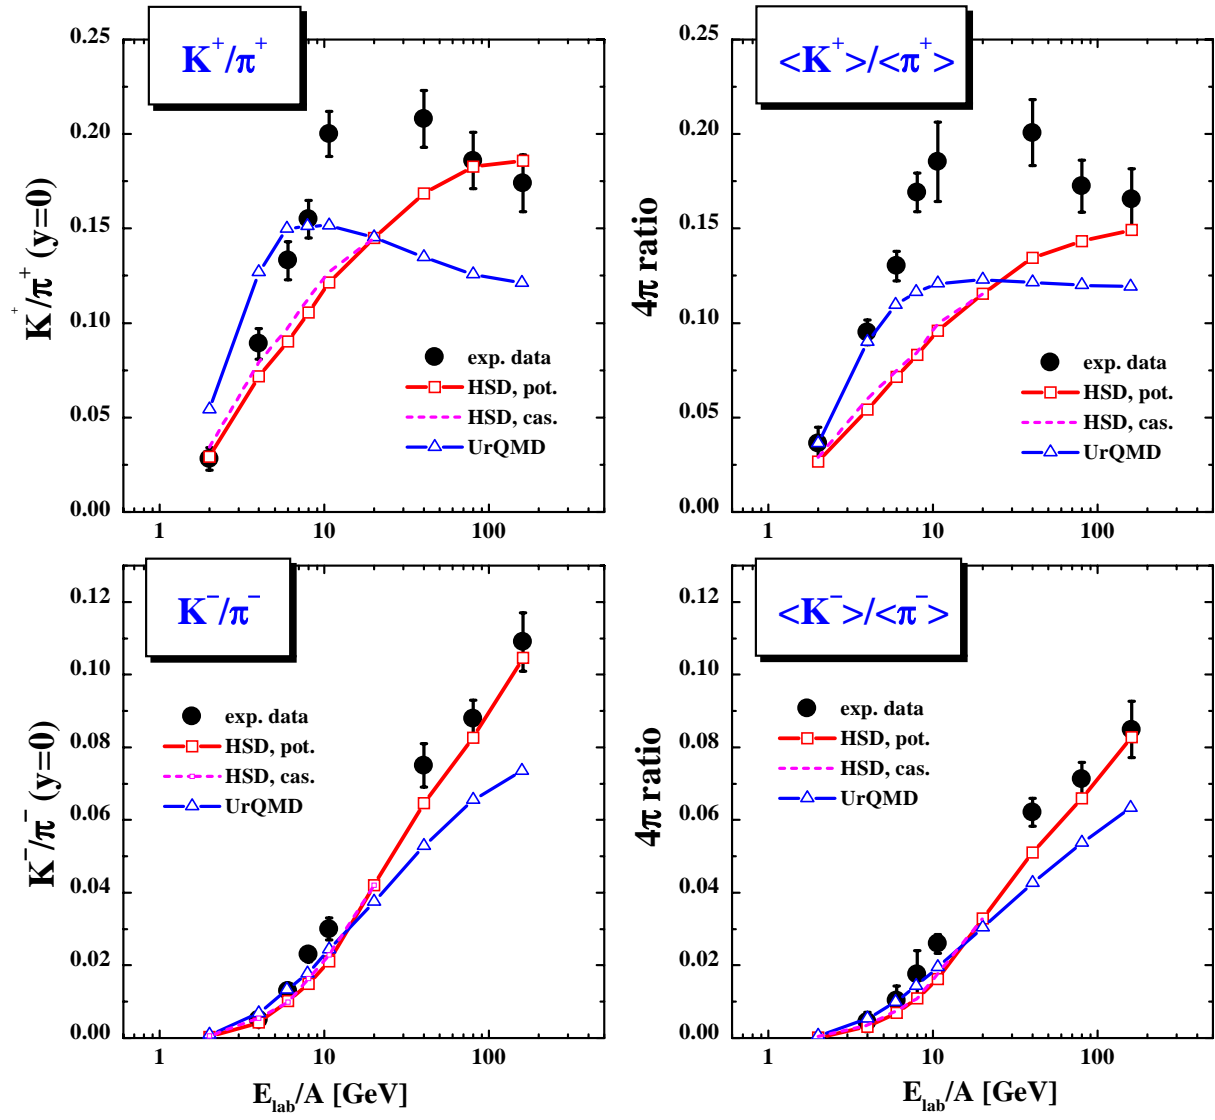 K⁺/π⁺
K⁺/π⁺ (y=0)
0.25
0.20
0.15
0.10
0.05
0.00
1
10
100
exp. data
HSD, pot.
HSD, cas.
UrQMD
<K⁺>/<π⁺>
4π ratio
0.25
0.20
0.15
0.10
0.05
0.00
1
10
100
exp. data
HSD, pot.
HSD, cas.
UrQMD
K⁻/π⁻
K⁻/π⁻ (y=0)
0.12
0.10
0.08
0.06
0.04
0.02
0.00
1
10
100
exp. data
HSD, pot.
HSD, cas.
UrQMD
E_lab/A [GeV]
<K⁻>/<π⁻>
4π ratio
0.12
0.10
0.08
0.06
0.04
0.02
0.00
1
10
100
exp. data
HSD, pot.
HSD, cas.
UrQMD
E_lab/A [GeV]